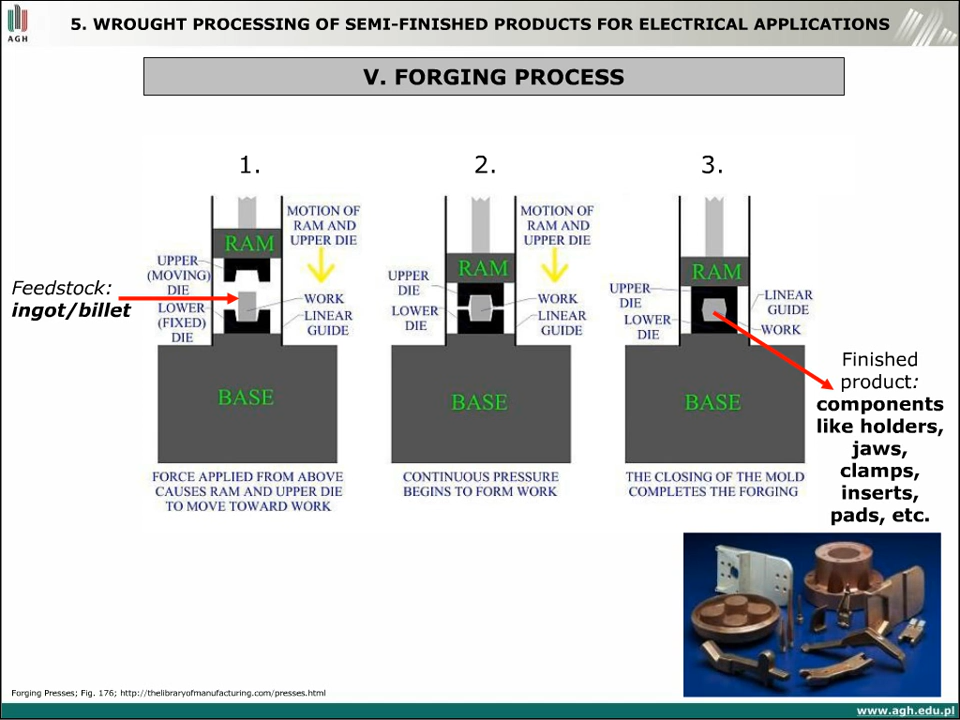 AGH
5. WROUGHT PROCESSING OF SEMI-FINISHED PRODUCTS FOR ELECTRICAL APPLICATIONS
V. FORGING PROCESS
1.
2.
3.
MOTION OF
RAM AND
UPPER DIE
RAM
UPPER
(MOVING)
DIE
LOWER
(FIXED)
DIE
WORK
LINEAR
GUIDE
BASE
FORCE APPLIED FROM ABOVE
CAUSES RAM AND UPPER DIE
TO MOVE TOWARD WORK
Feedstock:
ingot/billet
MOTION OF
RAM AND
UPPER DIE
RAM
UPPER
DIE
LOWER
DIE
WORK
LINEAR
GUIDE
BASE
CONTINUOUS PRESSURE
BEGINS TO FORM WORK
RAM
UPPER
DIE
LOWER
DIE
LINEAR
GUIDE
WORK
BASE
THE CLOSING OF THE MOLD
COMPLETES THE FORGING
Finished
product:
components
like holders,
jaws,
clamps,
inserts,
pads, etc.
Forging Presses; Fig. 176; http://thelibraryofmanufacturing.com/presses.html
www.agh.edu.pl